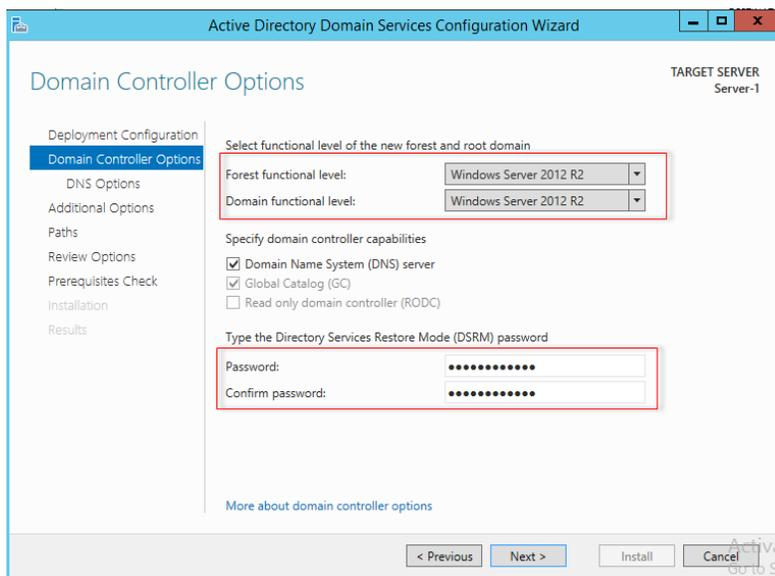 Active Directory Domain Services Configuration Wizard
Domain Controller Options
TARGET SERVER
Server-1
Deployment Configuration
Domain Controller Options
DNS Options
Additional Options
Paths
Review Options
Prerequisites Check
Installation
Results
Select functional level of the new forest and root domain
Forest functional level: Windows Server 2012 R2
Domain functional level: Windows Server 2012 R2
Specify domain controller capabilities
Domain Name System (DNS) server
Global Catalog (GC)
Read only domain controller (RODC)
Type the Directory Services Restore Mode (DSRM) password
Password: ••••••••••••
Confirm password: ••••••••••••
More about domain controller options
< Previous Next > Install Cancel
Go to S